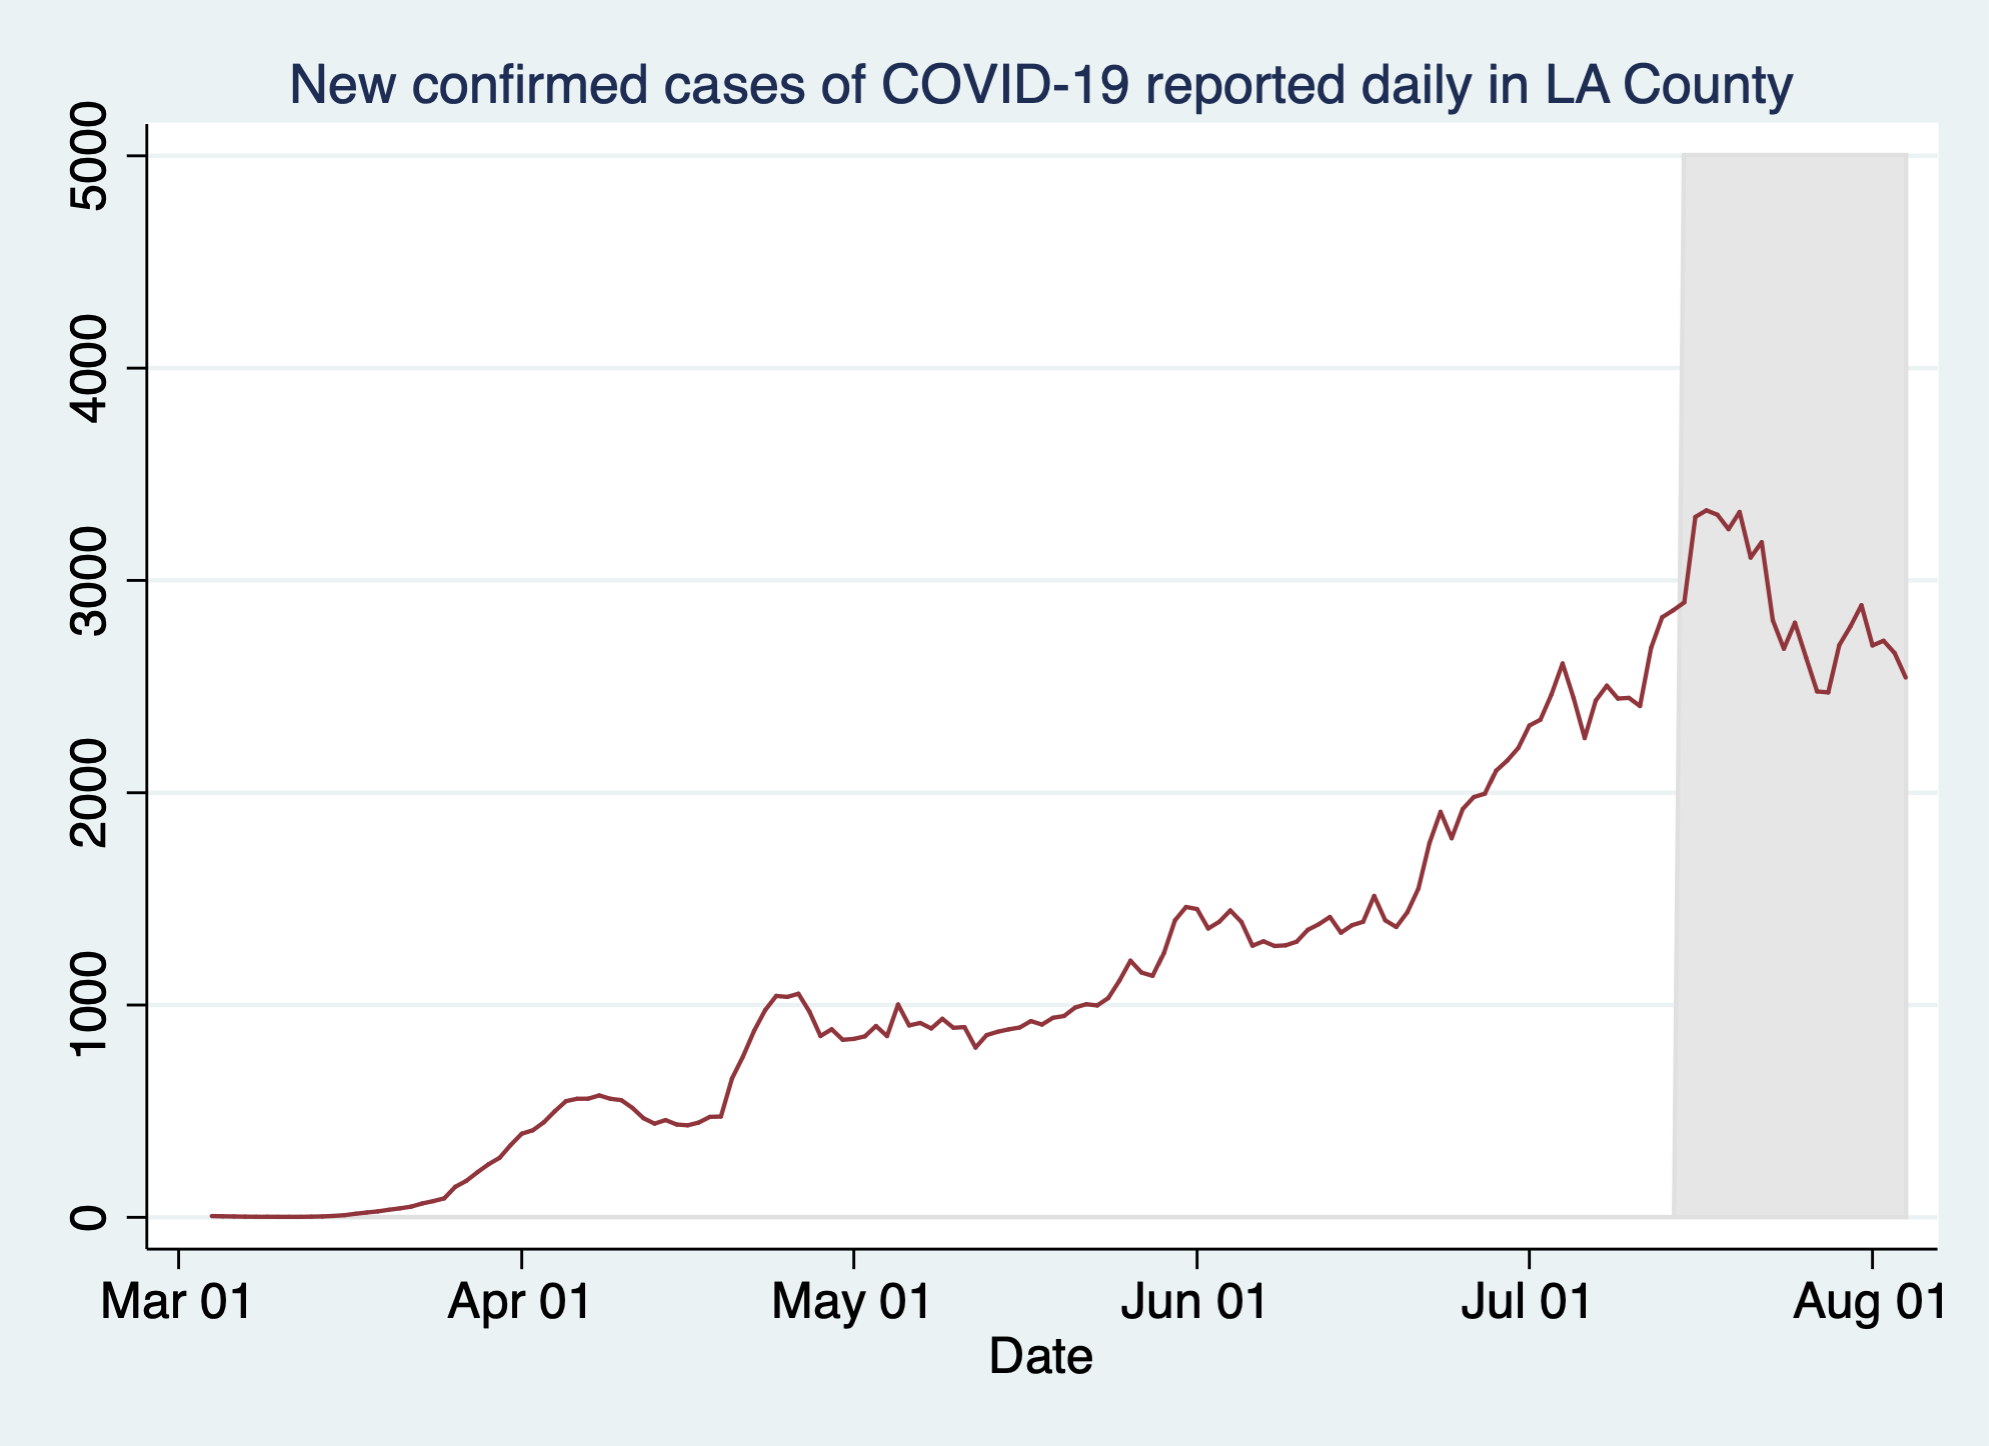 New confirmed cases of COVID-19 reported daily in LA County
5000
4000
3000
2000
1000
0
Mar 01 Apr 01 May 01 Jun 01 Jul 01 Aug 01
Date